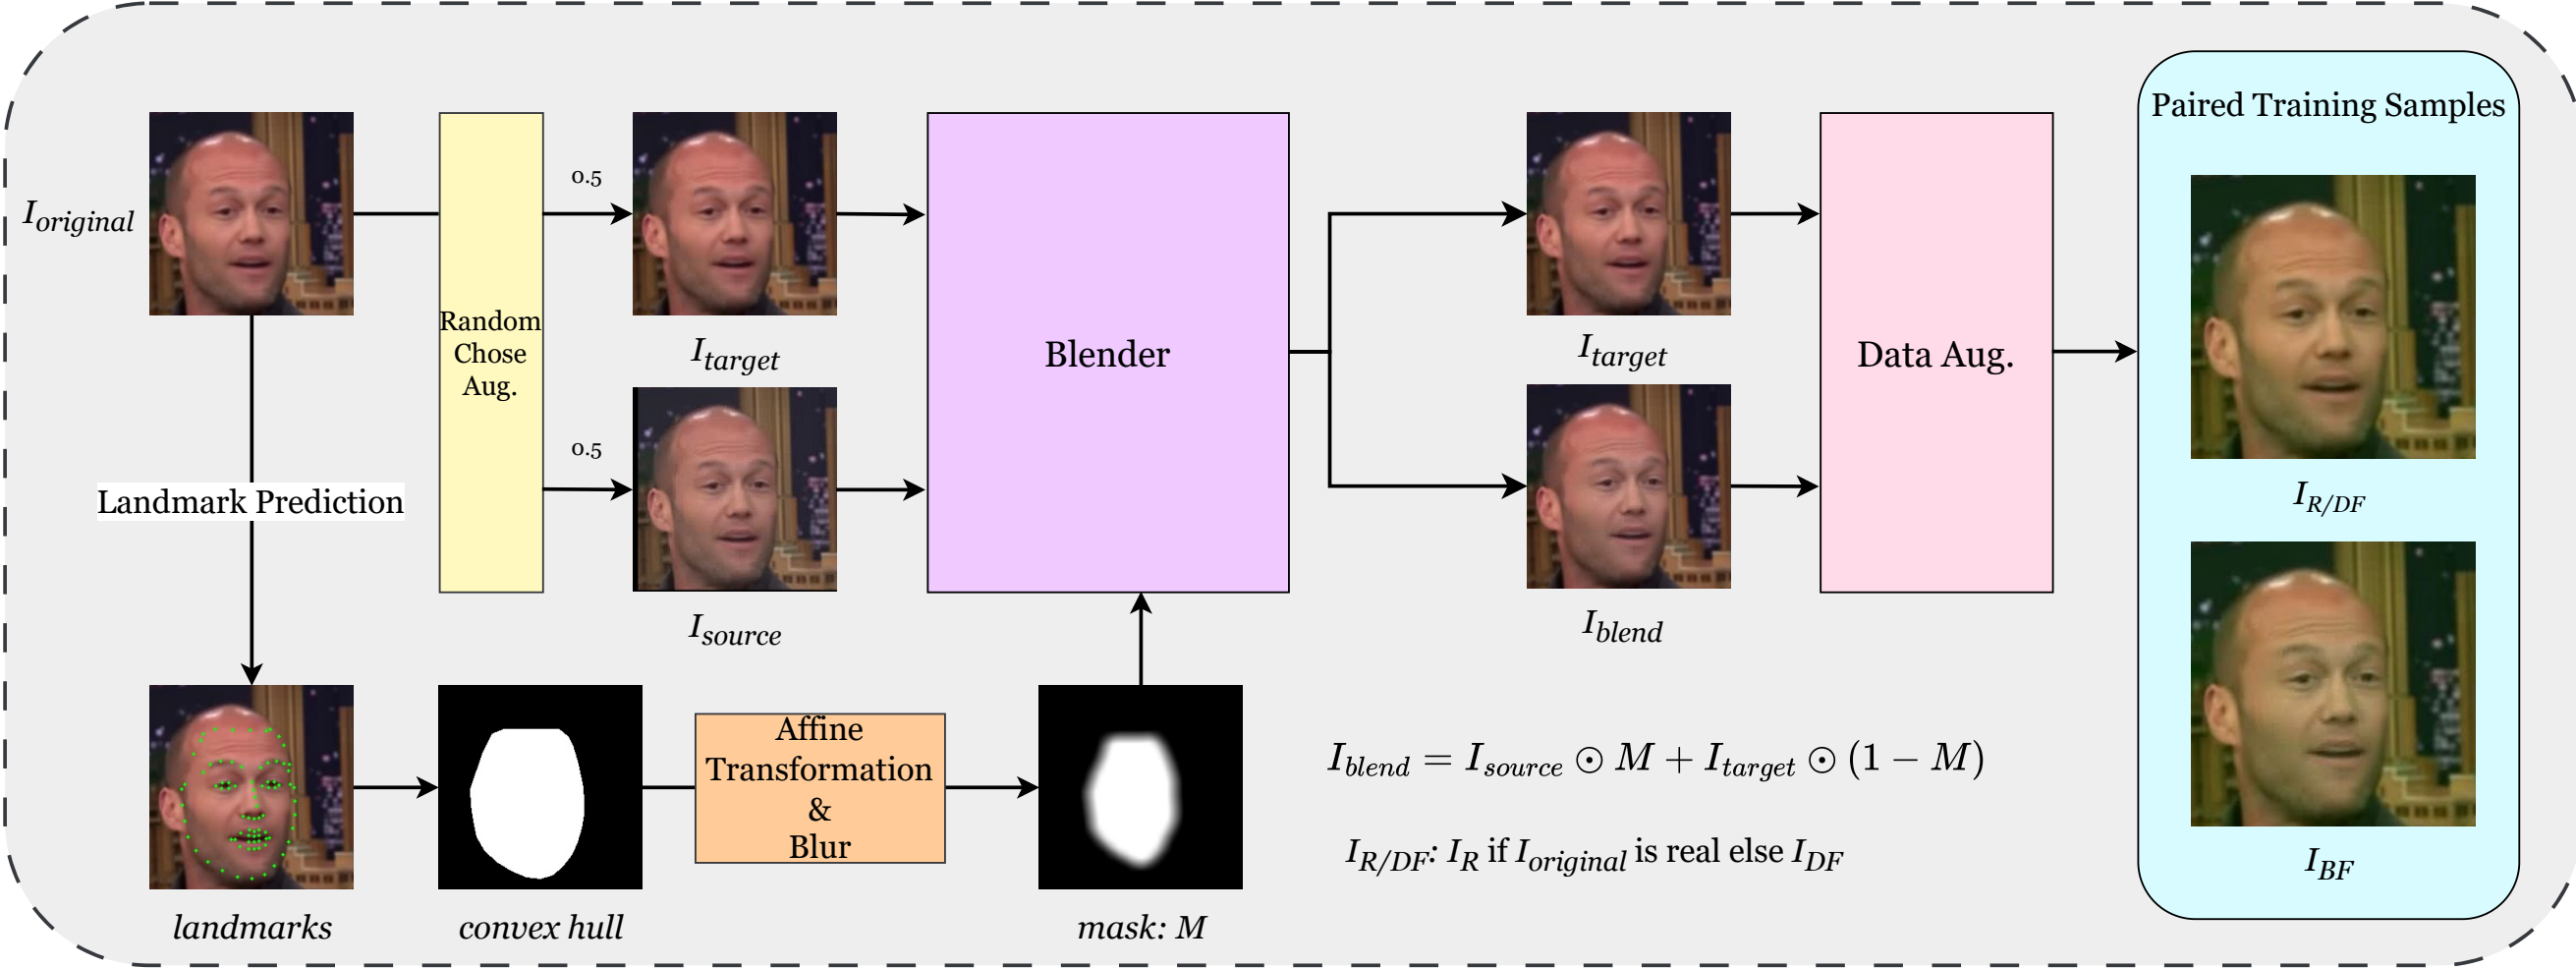 Paired Training Samples
I_original
0.5
Random
Chose
Aug.
I_target
0.5
I_source
Blender
I_target
I_blend
Data Aug.
I_R/DF
I_BF
Landmark Prediction
landmarks
convex hull
Affine
Transformation
&
Blur
mask: M
I_blend = I_source ⊙ M + I_target ⊙ (1 − M)
I_R/DF: I_R if I_original is real else I_DF